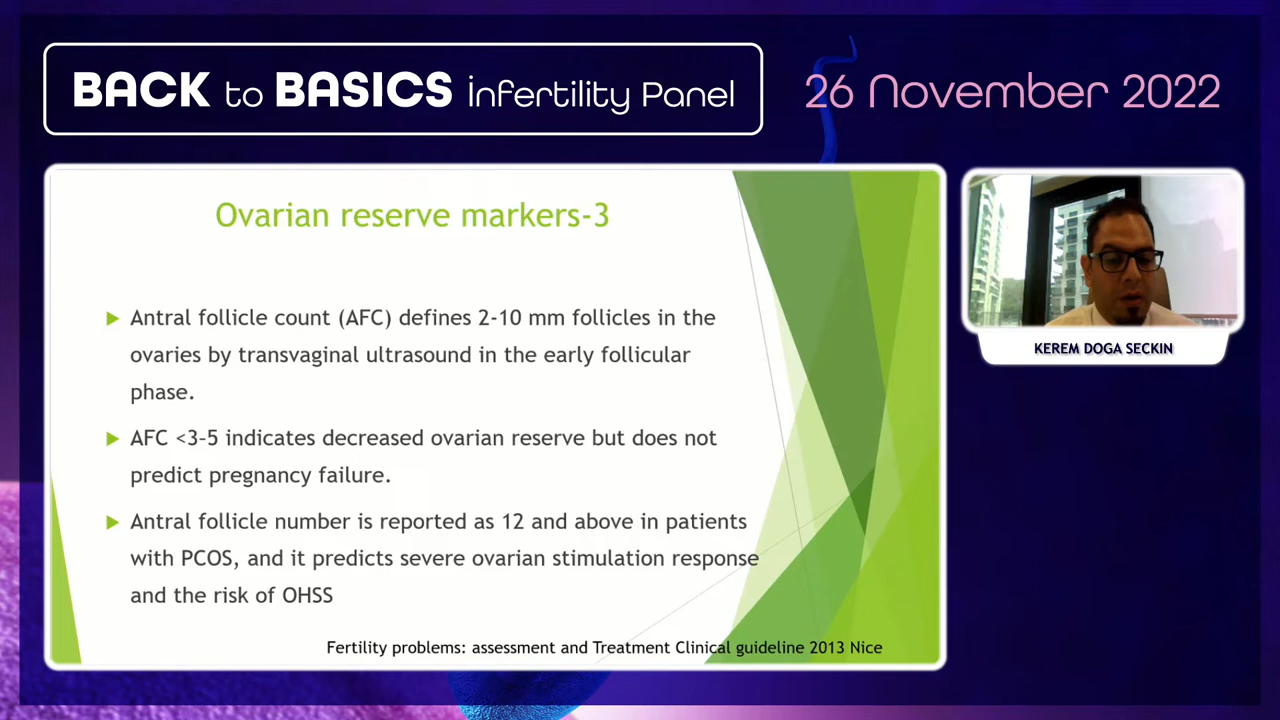 BACK to BASICS infertility Panel
26 November 2022
Ovarian reserve markers-3
Antral follicle count (AFC) defines 2-10 mm follicles in the
ovaries by transvaginal ultrasound in the early follicular
phase.
AFC <3-5 indicates decreased ovarian reserve but does not
predict pregnancy failure.
Antral follicle number is reported as 12 and above in patients
with PCOS, and it predicts severe ovarian stimulation response
and the risk of OHSS
Fertility problems: assessment and Treatment Clinical guideline 2013 Nice
KEREM DOGA SECKIN